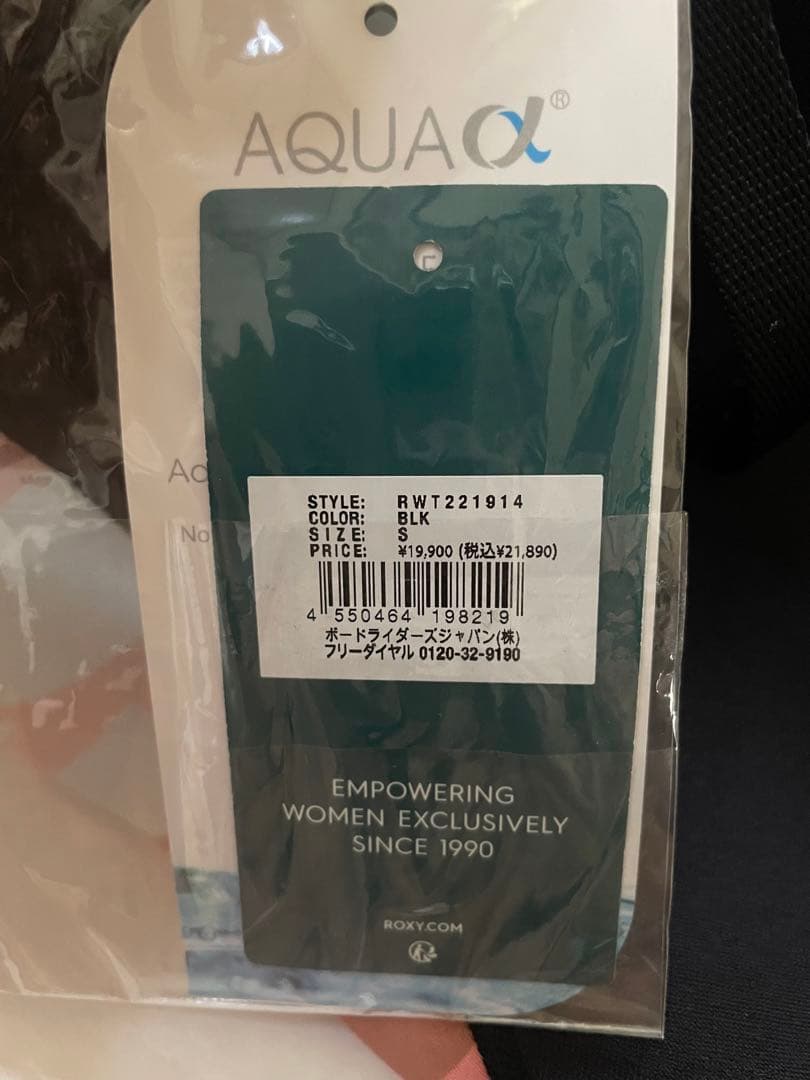 AQUAα®
Ac
No
STYLE: RWT221914
COLOR: BLK
SIZE: S
PRICE: ¥19,900 (税込¥21,890)
4 550464 198219
ボードライダーズジャパン(株)
フリーダイヤル 0120-32-9190
EMPOWERING
WOMEN EXCLUSIVELY
SINCE 1990
ROXY.COM